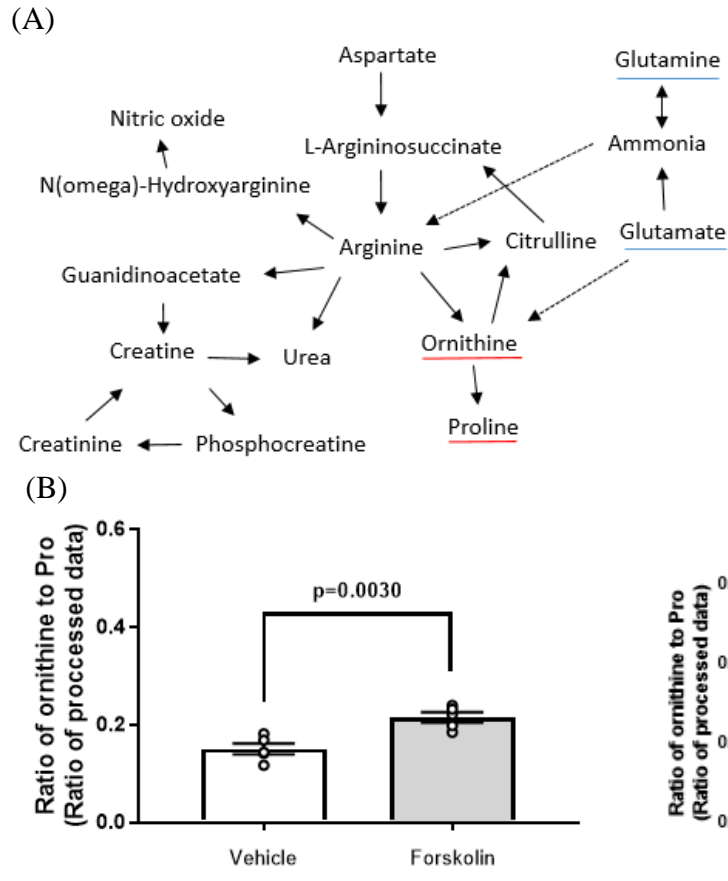 (A)
Aspartate
Glutamine
Nitric oxide
L-Argininosuccinate
Ammonia
N(omega)-Hydroxyarginine
Arginine
Citrulline
Glutamate
Guanidinoacetate
Creatine
Urea
Ornithine
Creatinine
Phosphocreatine
Proline
(B)
Ratio of ornithine to Pro
(Ratio of proccessed data)
0.6
0.4
0.2
0.0
p=0.0030
Vehicle
Forskolin
Ratio of ornithine to Pro
(Ratio of processed data)